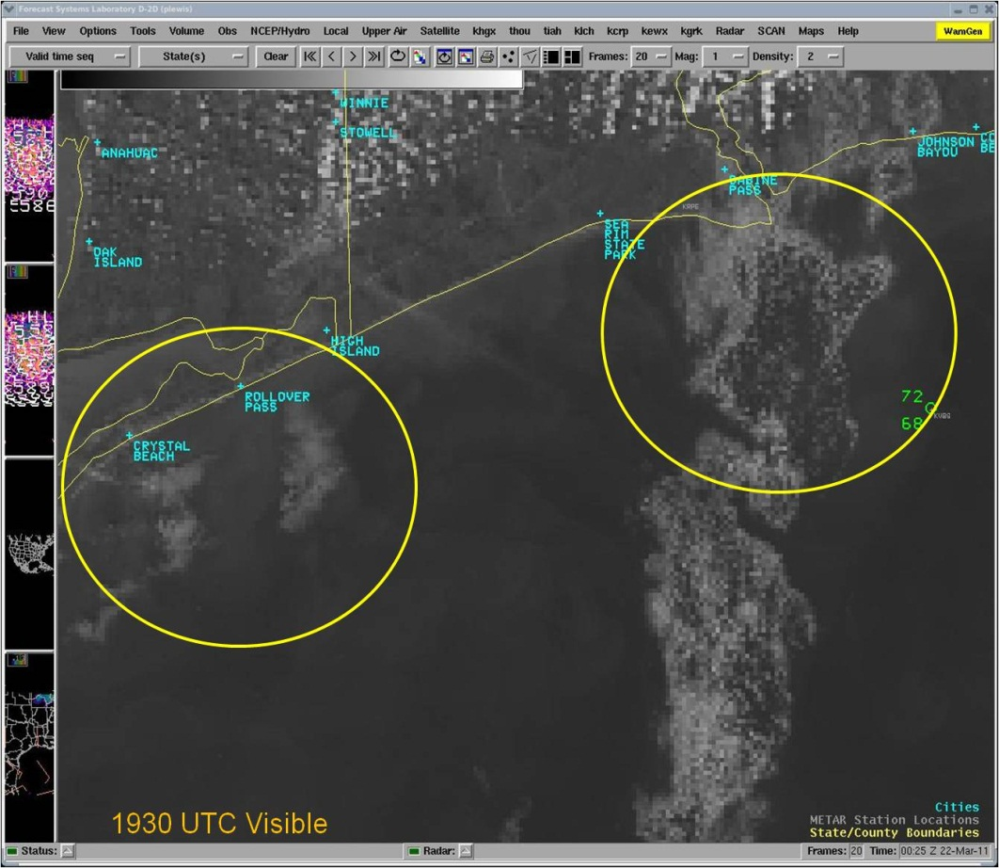 Forecast Systems Laboratory D-2D (plewis)
File View Options Tools Volume Obs NCEP/Hydro Local Upper Air Satellite khgx thou tiah klch kcrp kewx kgrk Radar SCAN Maps Help WarnGen
Valid time seq State(s) Clear Frames: 20 Mag: 1 Density: 2
WINNIE
STOWELL
ANAHUAC
JOHNSON
BAYOU
SABINE
PASS
KRPE
SEA
RIM
STATE
PARK
OAK
ISLAND
HIGH
ISLAND
ROLLOVER
PASS
72
KVBS
68
CRYSTAL
BEACH
1930 UTC Visible
Cities
METAR Station Locations
State/County Boundaries
Status: Radar: Frames: 20 Time: 00:25 Z 22-Mar-11